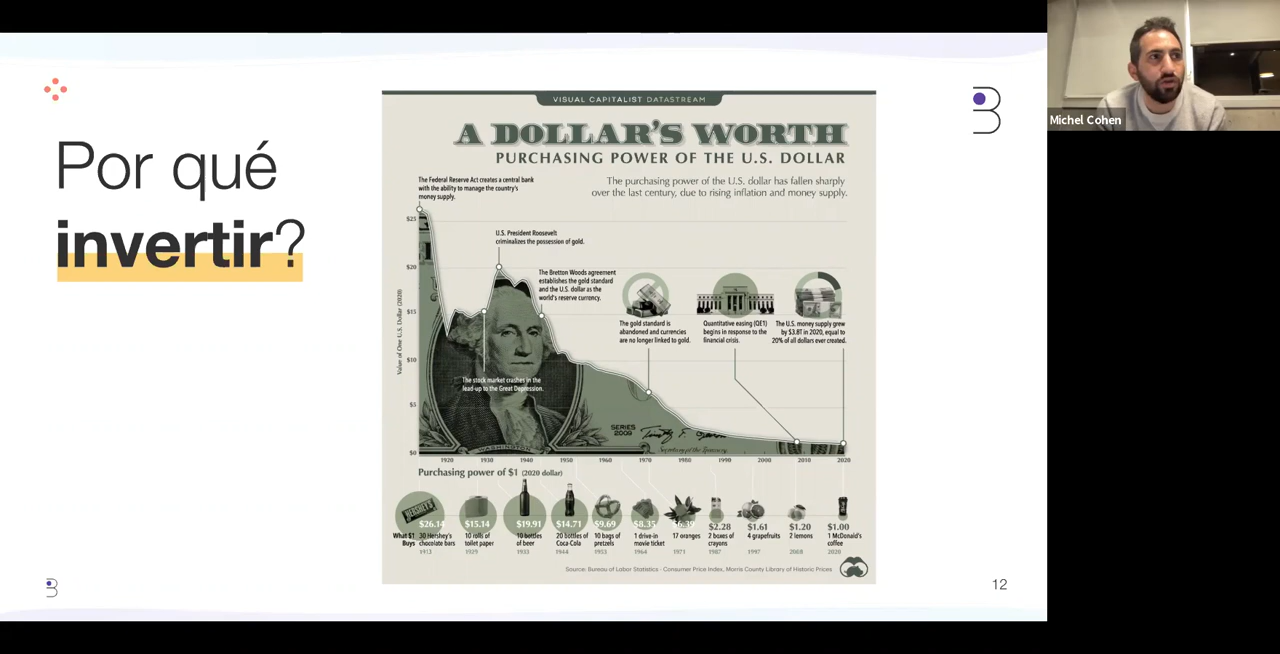 Por qué
invertir?
VISUAL CAPITALIST DATASTREAM
A DOLLAR'S WORTH
PURCHASING POWER OF THE U.S. DOLLAR
The purchasing power of the U.S. dollar has fallen sharply
over the last century, due to rising inflation and money supply.
The Federal Reserve Act creates a central bank
with the ability to manage the country's
money supply.
U.S. President Roosevelt
criminalizes the possession of gold.
The Bretton Woods agreement
establishes the gold standard
and the U.S. dollar as the
world's reserve currency.
The gold standard is
abandoned and currencies
are no longer linked to gold.
Quantitative easing (QE1)
begins in response to the
financial crisis.
The U.S. money supply grew
by $3.8T in 2020, equal to
20% of all dollars ever created.
The stock market crashes in the
lead-up to the Great Depression.
Value of One U.S. Dollar (2020)
$25
$20
$15
$10
$5
$0
SERIES
2009
Secretary of the Treasury
WASHINGTON
1920 1930 1940 1950 1960 1970 1980 1990 2000 2010 2020
Purchasing power of $1 (2020 dollar)
HERSHEY'S
What $1
Buys
$26.14
30 Hershey's
chocolate bars
1913
$15.14
10 rolls of
toilet paper
1929
$19.91
10 bottles
of beer
1933
$14.71
20 bottles of
Coca-Cola
1944
$9.69
10 bags of
pretzels
1953
$8.35
1 drive-in
movie ticket
1964
$6.39
17 oranges
1971
$2.28
2 boxes of
crayons
1987
$1.61
4 grapefruits
1997
$1.20
2 lemons
2008
$1.00
1 McDonald's
coffee
2020
Source: Bureau of Labor Statistics - Consumer Price Index, Morris County Library of Historic Prices
12
Michel Cohen